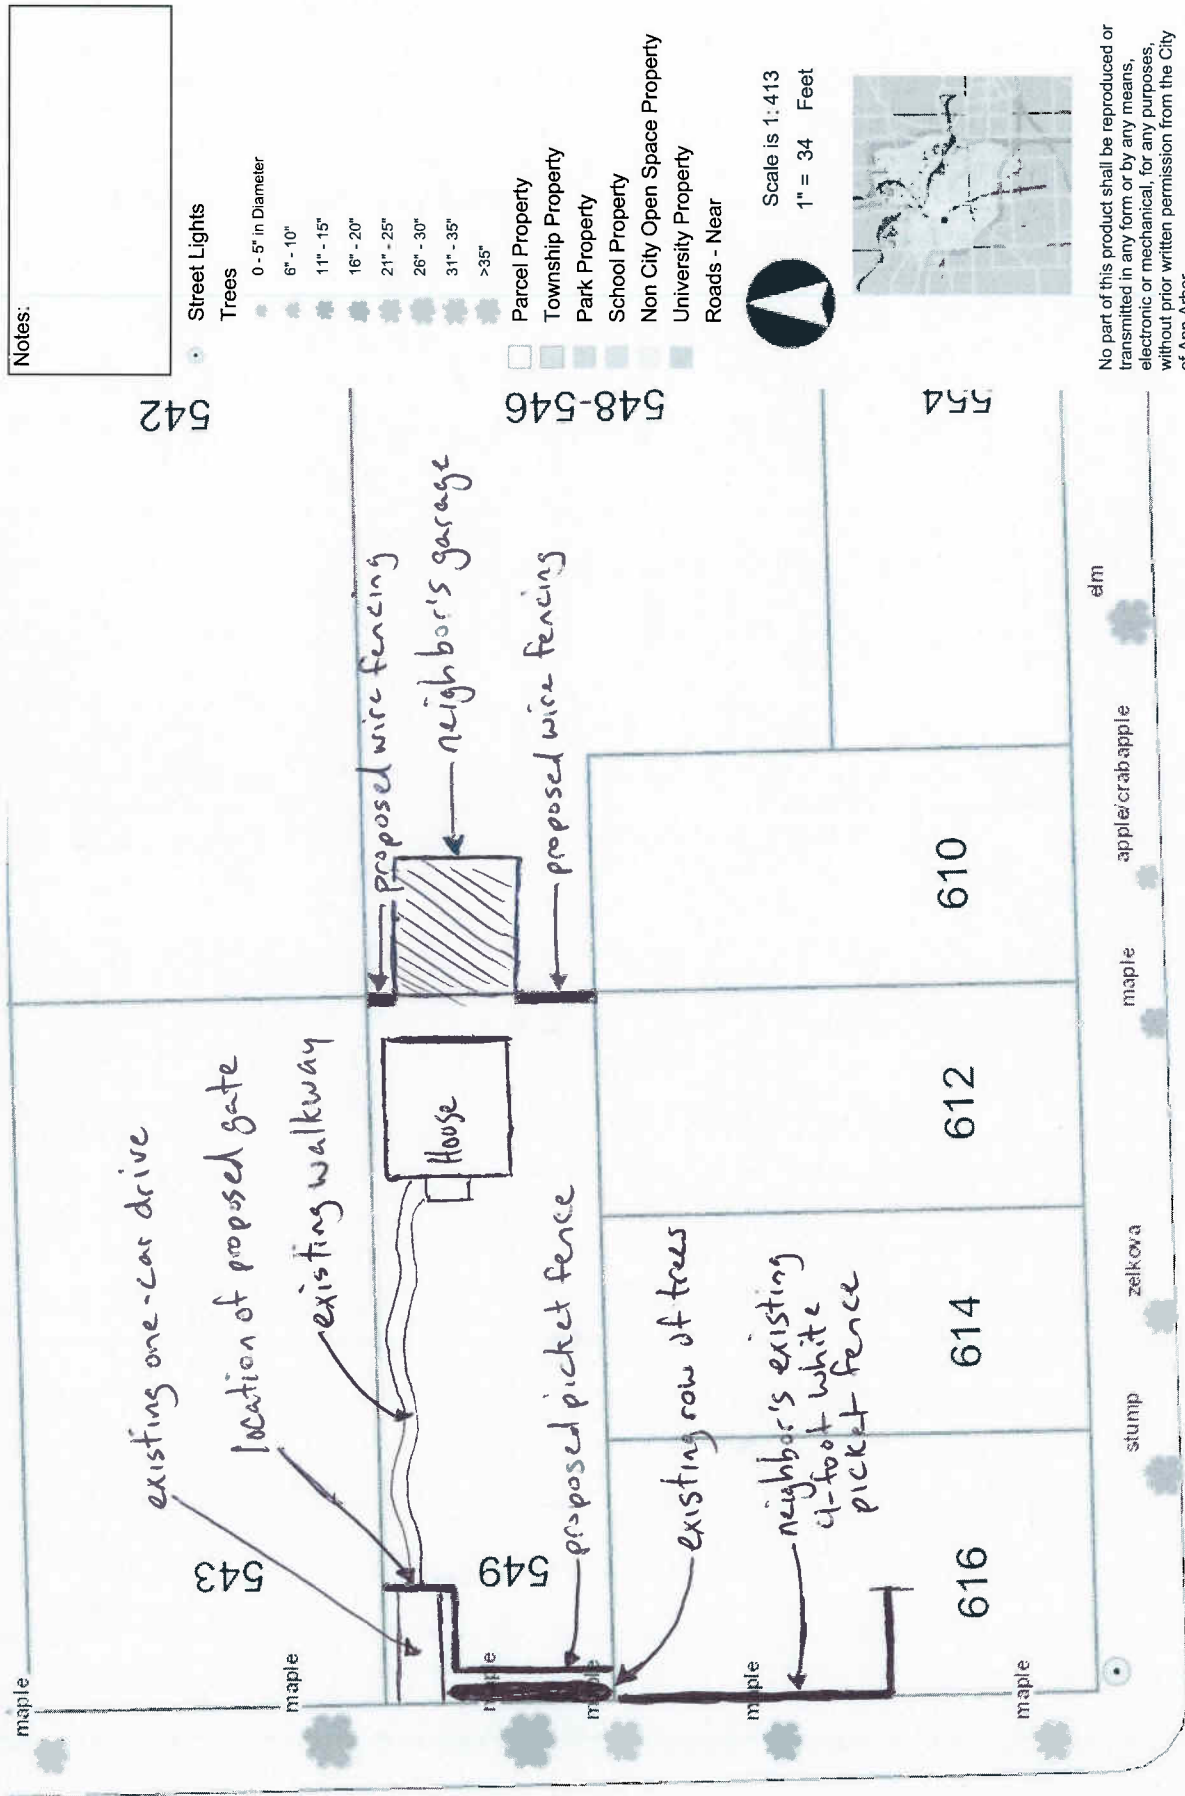 Notes:
Street Lights
Trees
0 - 5" in Diameter
6" - 10"
11" - 15"
16" - 20"
21" - 25"
26" - 30"
31" - 35"
>35"
Parcel Property
Township Property
Park Property
School Property
Non City Open Space Property
University Property
Roads - Near
Scale is 1:413
1" = 34 Feet
No part of this product shall be reproduced or
transmitted in any form or by any means,
electronic or mechanical, for any purposes,
without prior written permission from the City
of Ann Arbor
542
548-546
554
543
549
proposed wire fencing
neighbor's garage
proposed wire fencing
existing one-car drive
location of proposed gate
existing walkway
House
proposed picket fence
existing row of trees
neighbor's existing
4-foot white
picket fence
616
614
612
610
maple
maple
maple
maple
maple
maple
stump
zelkova
maple
apple/crabapple
elm